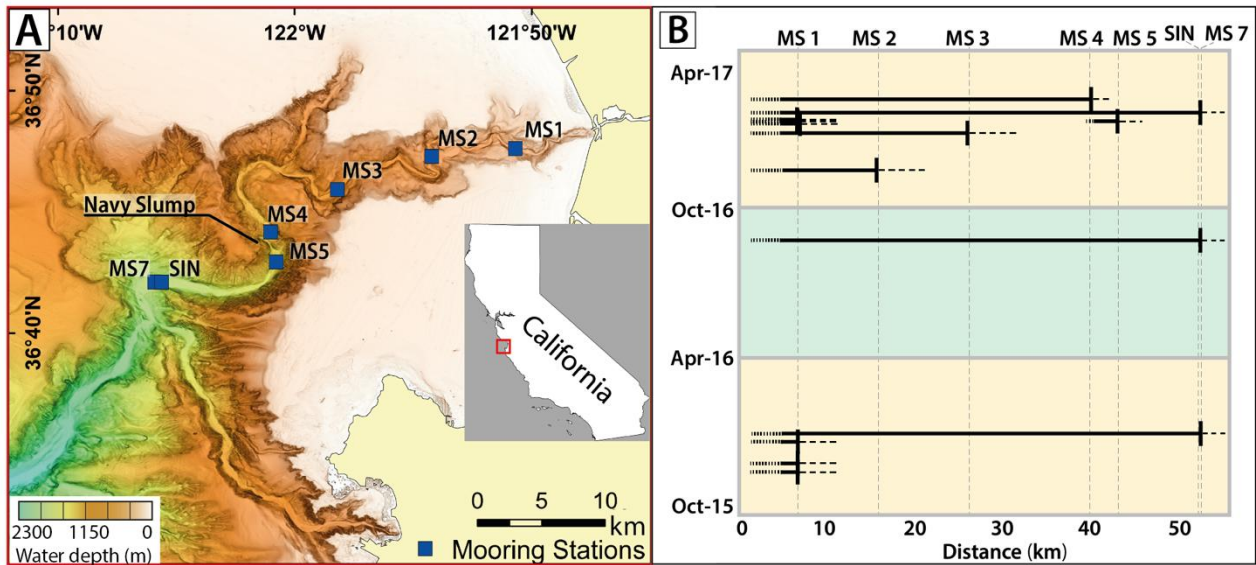 A
°10'W
122°W
121°50'W
36°50'N
36°40'N
MS1
MS2
MS3
Navy Slump
MS4
MS5
MS7
SIN
California
2300
1150
0
Water depth (m)
0
5
10
km
Mooring Stations
B
MS 1
MS 2
MS 3
MS 4
MS 5
SIN
MS 7
Apr-17
Oct-16
Apr-16
Oct-15
0
10
20
30
40
50
Distance (km)